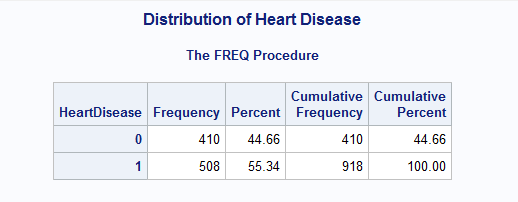 Distribution of Heart Disease
The FREQ Procedure
Cumulative Cumulative
HeartDisease Frequency Percent Frequency Percent
0 410 44.66 410 44.66
1 508 55.34 918 100.00